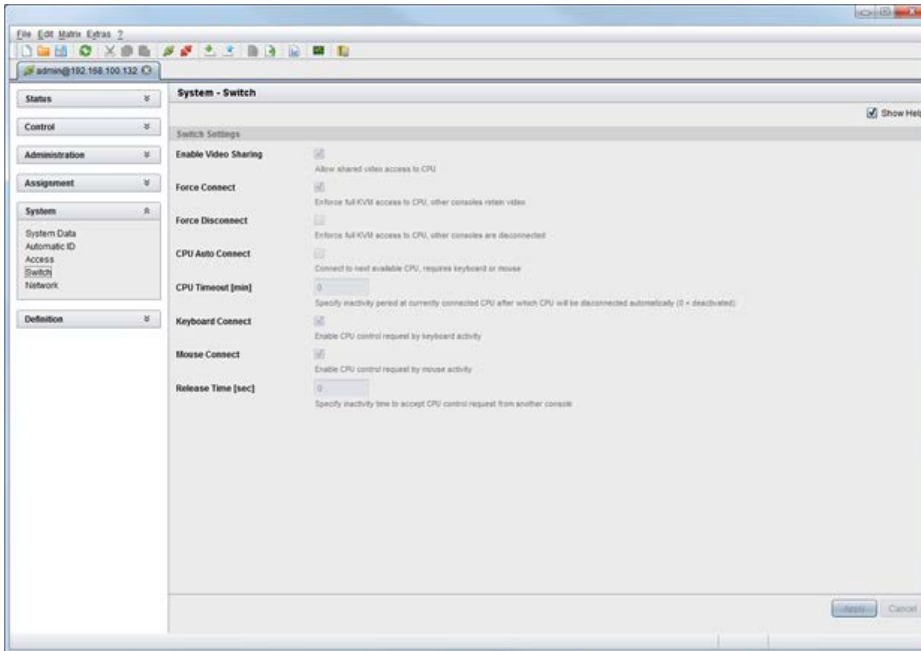 File Edit Matrix Extras ?
admin@192.168.100.132
Status
Control
Administration
Assignment
System
System Data
Automatic ID
Access
Switch
Network
Definition
System - Switch
Show Help
Switch Settings
Enable Video Sharing
Allow shared video access to CPU
Force Connect
Enforce full KVM access to CPU, other consoles retain video
Force Disconnect
Enforce full KVM access to CPU, other consoles are disconnected
CPU Auto Connect
Connect to next available CPU, requires keyboard or mouse
CPU Timeout [min]
0
Specify inactivity period at currently connected CPU after which CPU will be disconnected automatically (0 = deactivated)
Keyboard Connect
Enable CPU control request by keyboard activity
Mouse Connect
Enable CPU control request by mouse activity
Release Time [sec]
0
Specify inactivity time to accept CPU control request from another console
Apply Cancel